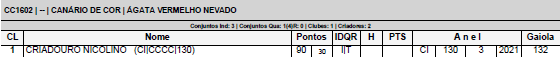 CC1602 | -- | CANÁRIO DE COR | ÁGATA VERMELHO NEVADO
Conjuntos Ind: 3 | Conjuntos Qua: 1(4)R: 0 | Clubes: 1 | Criadores: 2
CL Nome Pontos IDQR H PTS A n e l Gaiola
1 CRIADOURO NICOLINO (CI|CCCC|130) 90 30 I|T CI 130 3 2021 132